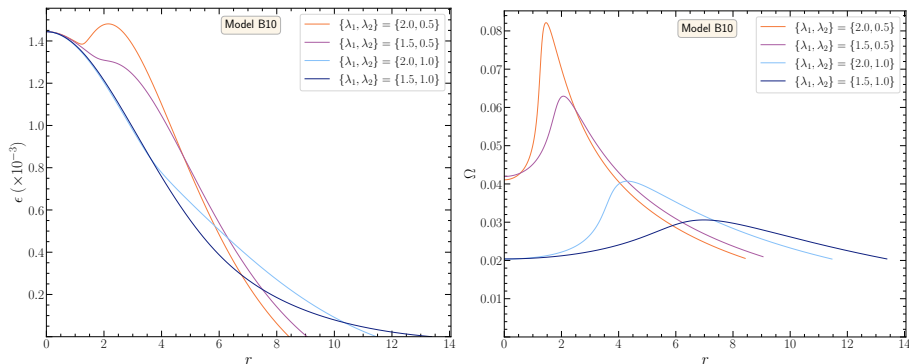 Model B10
{λ₁, λ₂} = {2.0, 0.5}
{λ₁, λ₂} = {1.5, 0.5}
{λ₁, λ₂} = {2.0, 1.0}
{λ₁, λ₂} = {1.5, 1.0}
1.4
1.2
1.0
0.8
0.6
0.4
0.2
ϵ (×10⁻³)
0 2 4 6 8 10 12 14
r
Model B10
{λ₁, λ₂} = {2.0, 0.5}
{λ₁, λ₂} = {1.5, 0.5}
{λ₁, λ₂} = {2.0, 1.0}
{λ₁, λ₂} = {1.5, 1.0}
0.08
0.07
0.06
0.05
0.04
0.03
0.02
0.01
Ω
0 2 4 6 8 10 12 14
r